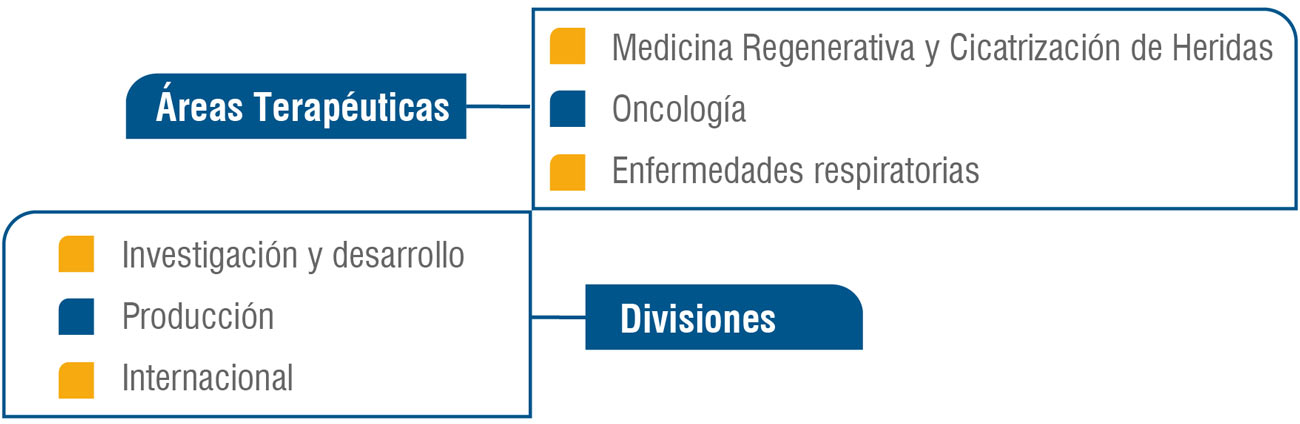 Áreas Terapéuticas
Medicina Regenerativa y Cicatrización de Heridas
Oncología
Enfermedades respiratorias
Investigación y desarrollo
Producción
Internacional
Divisiones